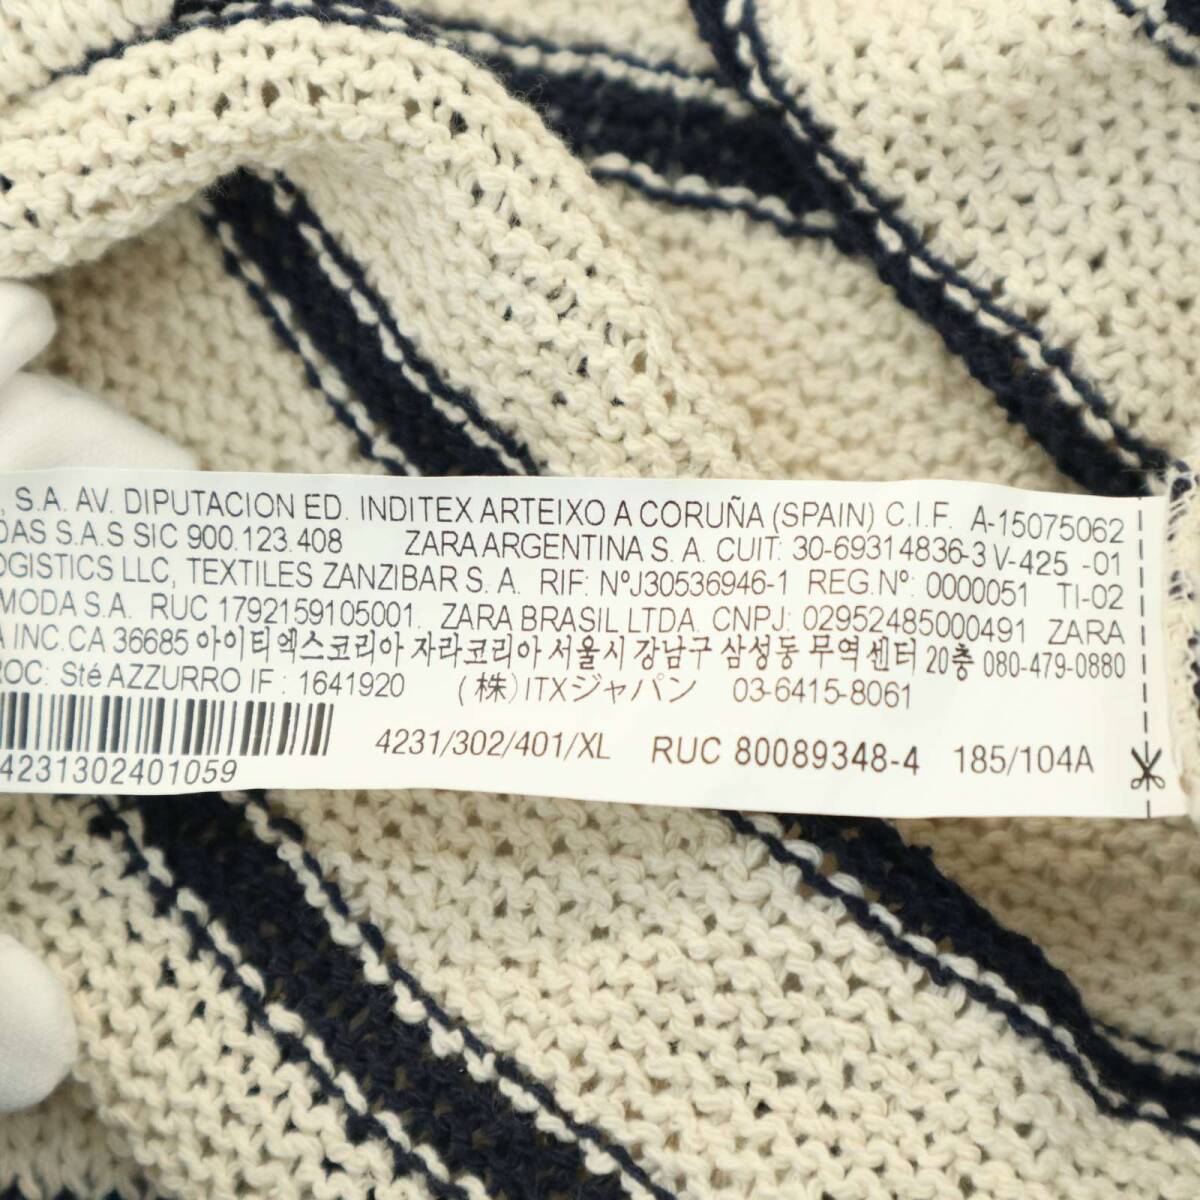 , S.A. AV. DIPUTACION ED. INDITEX ARTEIXO A CORUÑA (SPAIN) C.I.F. A-15075062
DAS S.A.S SIC 900.123.408 ZARA ARGENTINA S. A. CUIT: 30-69314836-3 V-425 -01
OGISTICS LLC, TEXTILES ZANZIBAR S. A. RIF: NºJ30536946-1 REG.Nº: 0000051 TI-02
MODA S.A. RUC 1792159105001. ZARA BRASIL LTDA. CNPJ: 02952485000491 ZARA
A INC.CA 36685 아이티엑스코리아 자라코리아 서울시 강남구 삼성동 무역센터 20층 080-479-0880
ROC: Sté AZZURRO IF : 1641920 (株)ITXジャパン 03-6415-8061
4231/302/401/XL RUC 80089348-4 185/104A
4231302401059